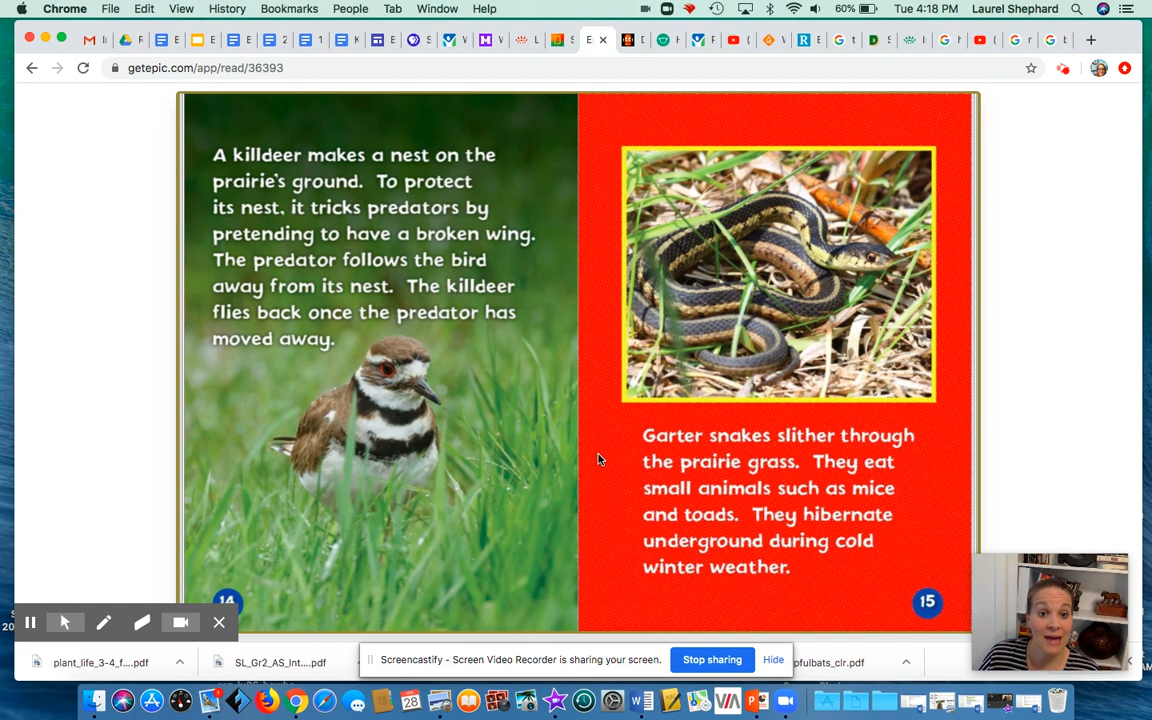 Chrome File Edit View History Bookmarks People Tab Window Help 60% Tue 4:18 PM Laurel Shephard
getepic.com/app/read/36393
A killdeer makes a nest on the
prairie's ground. To protect
its nest, it tricks predators by
pretending to have a broken wing.
The predator follows the bird
away from its nest. The killdeer
flies back once the predator has
moved away.
14
Garter snakes slither through
the prairie grass. They eat
small animals such as mice
and toads. They hibernate
underground during cold
winter weather.
15
plant_life_3-4_f....pdf
SL_Gr2_AS_Int....pdf
Screencastify - Screen Video Recorder is sharing your screen. Stop sharing Hide
pfulbats_clr.pdf
28
VIA